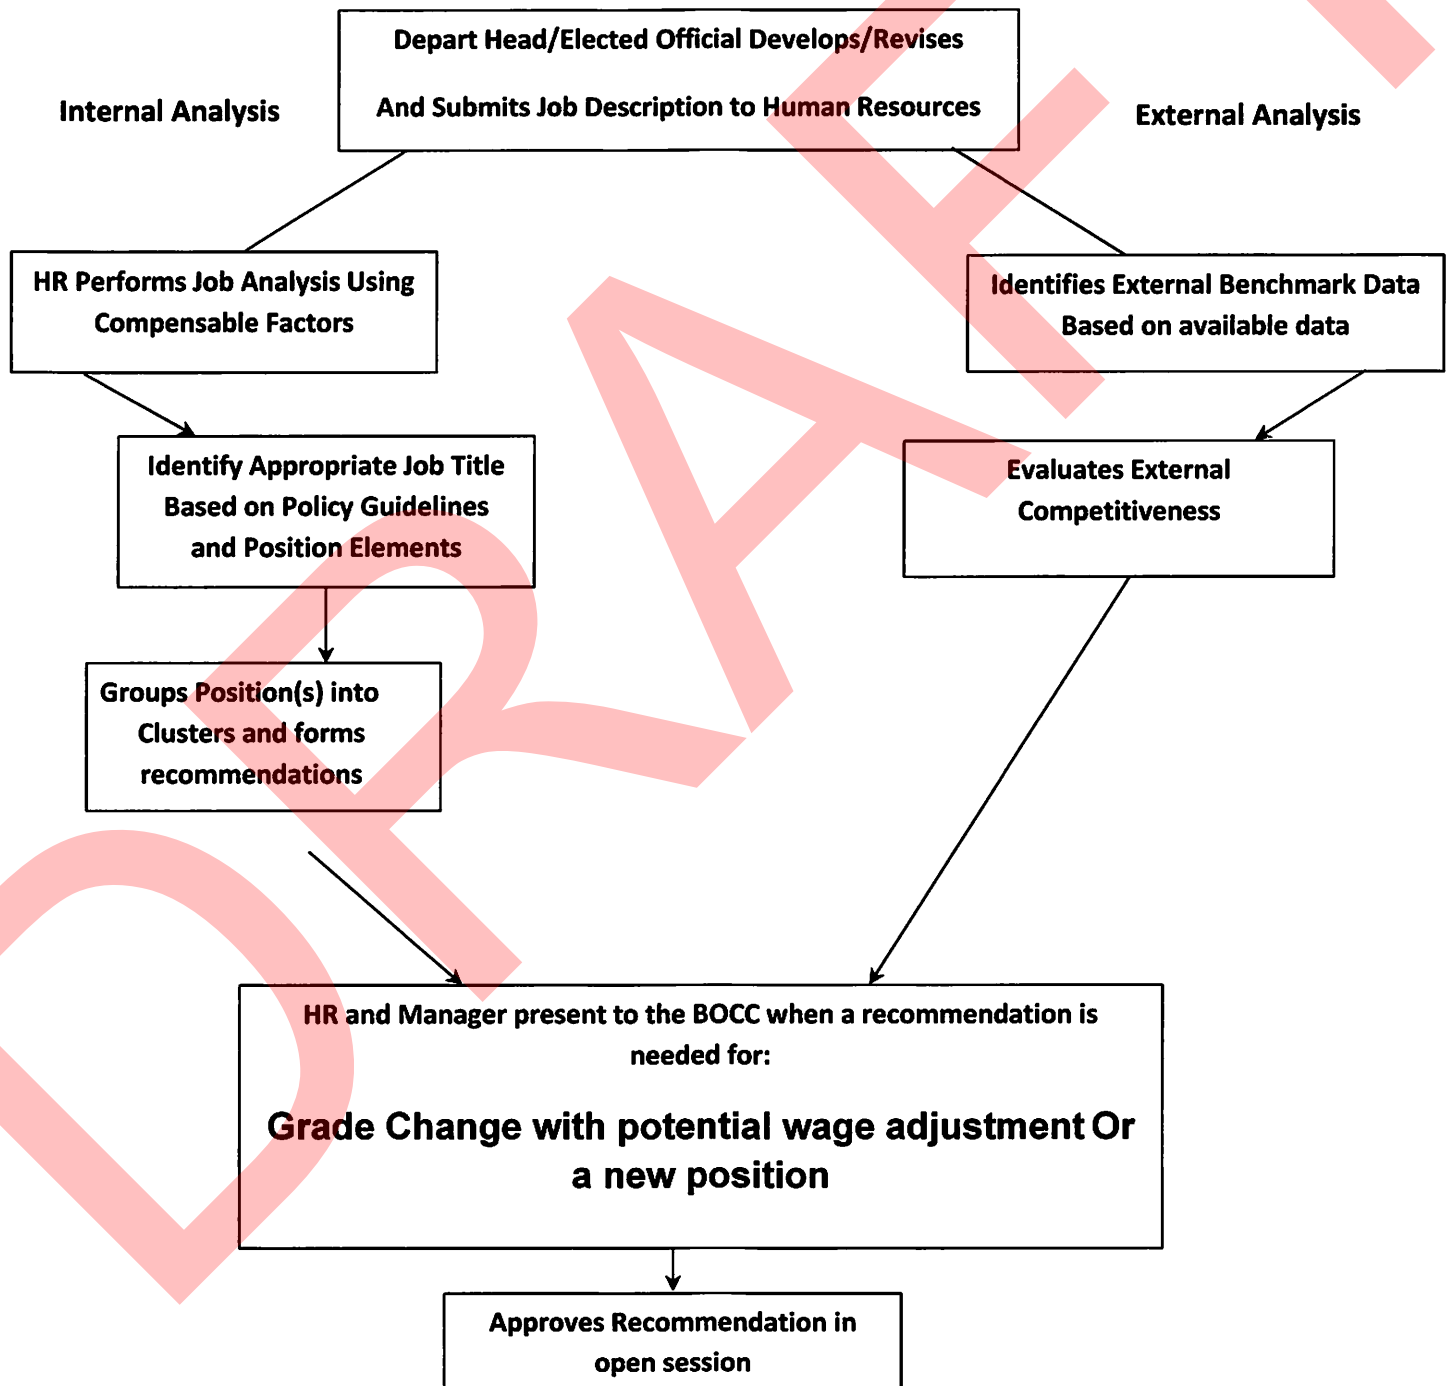 Depart Head/Elected Official Develops/Revises
And Submits Job Description to Human Resources
Internal Analysis
External Analysis
HR Performs Job Analysis Using
Compensable Factors
Identifies External Benchmark Data
Based on available data
Identify Appropriate Job Title
Based on Policy Guidelines
and Position Elements
Evaluates External
Competitiveness
Groups Position(s) into
Clusters and forms
recommendations
HR and Manager present to the BOCC when a recommendation is
needed for:
Grade Change with potential wage adjustment Or
a new position
Approves Recommendation in
open session
DRAFT